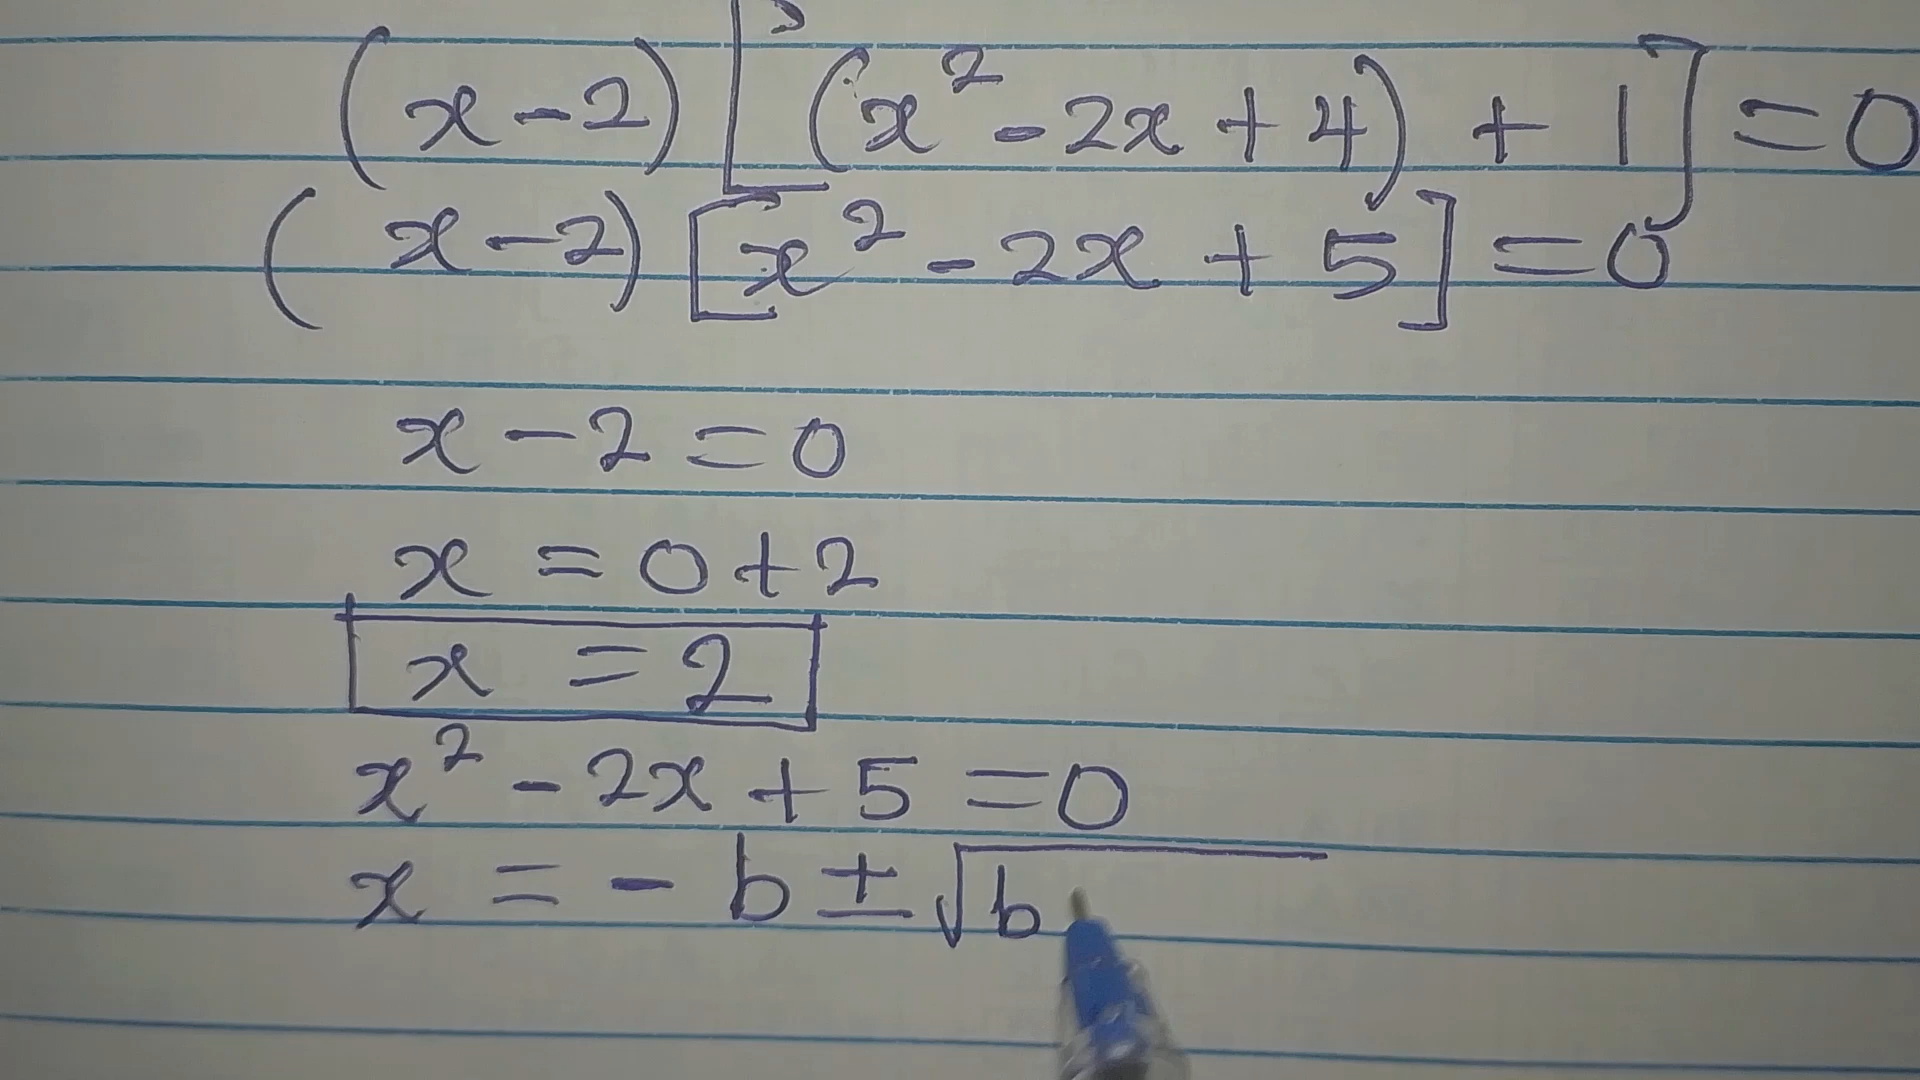 (x-2)[(x²-2x+4)+1]=0
(x-2)[x²-2x+5]=0
x-2=0
x=0+2
x=2
x²-2x+5=0
x=-b±√b